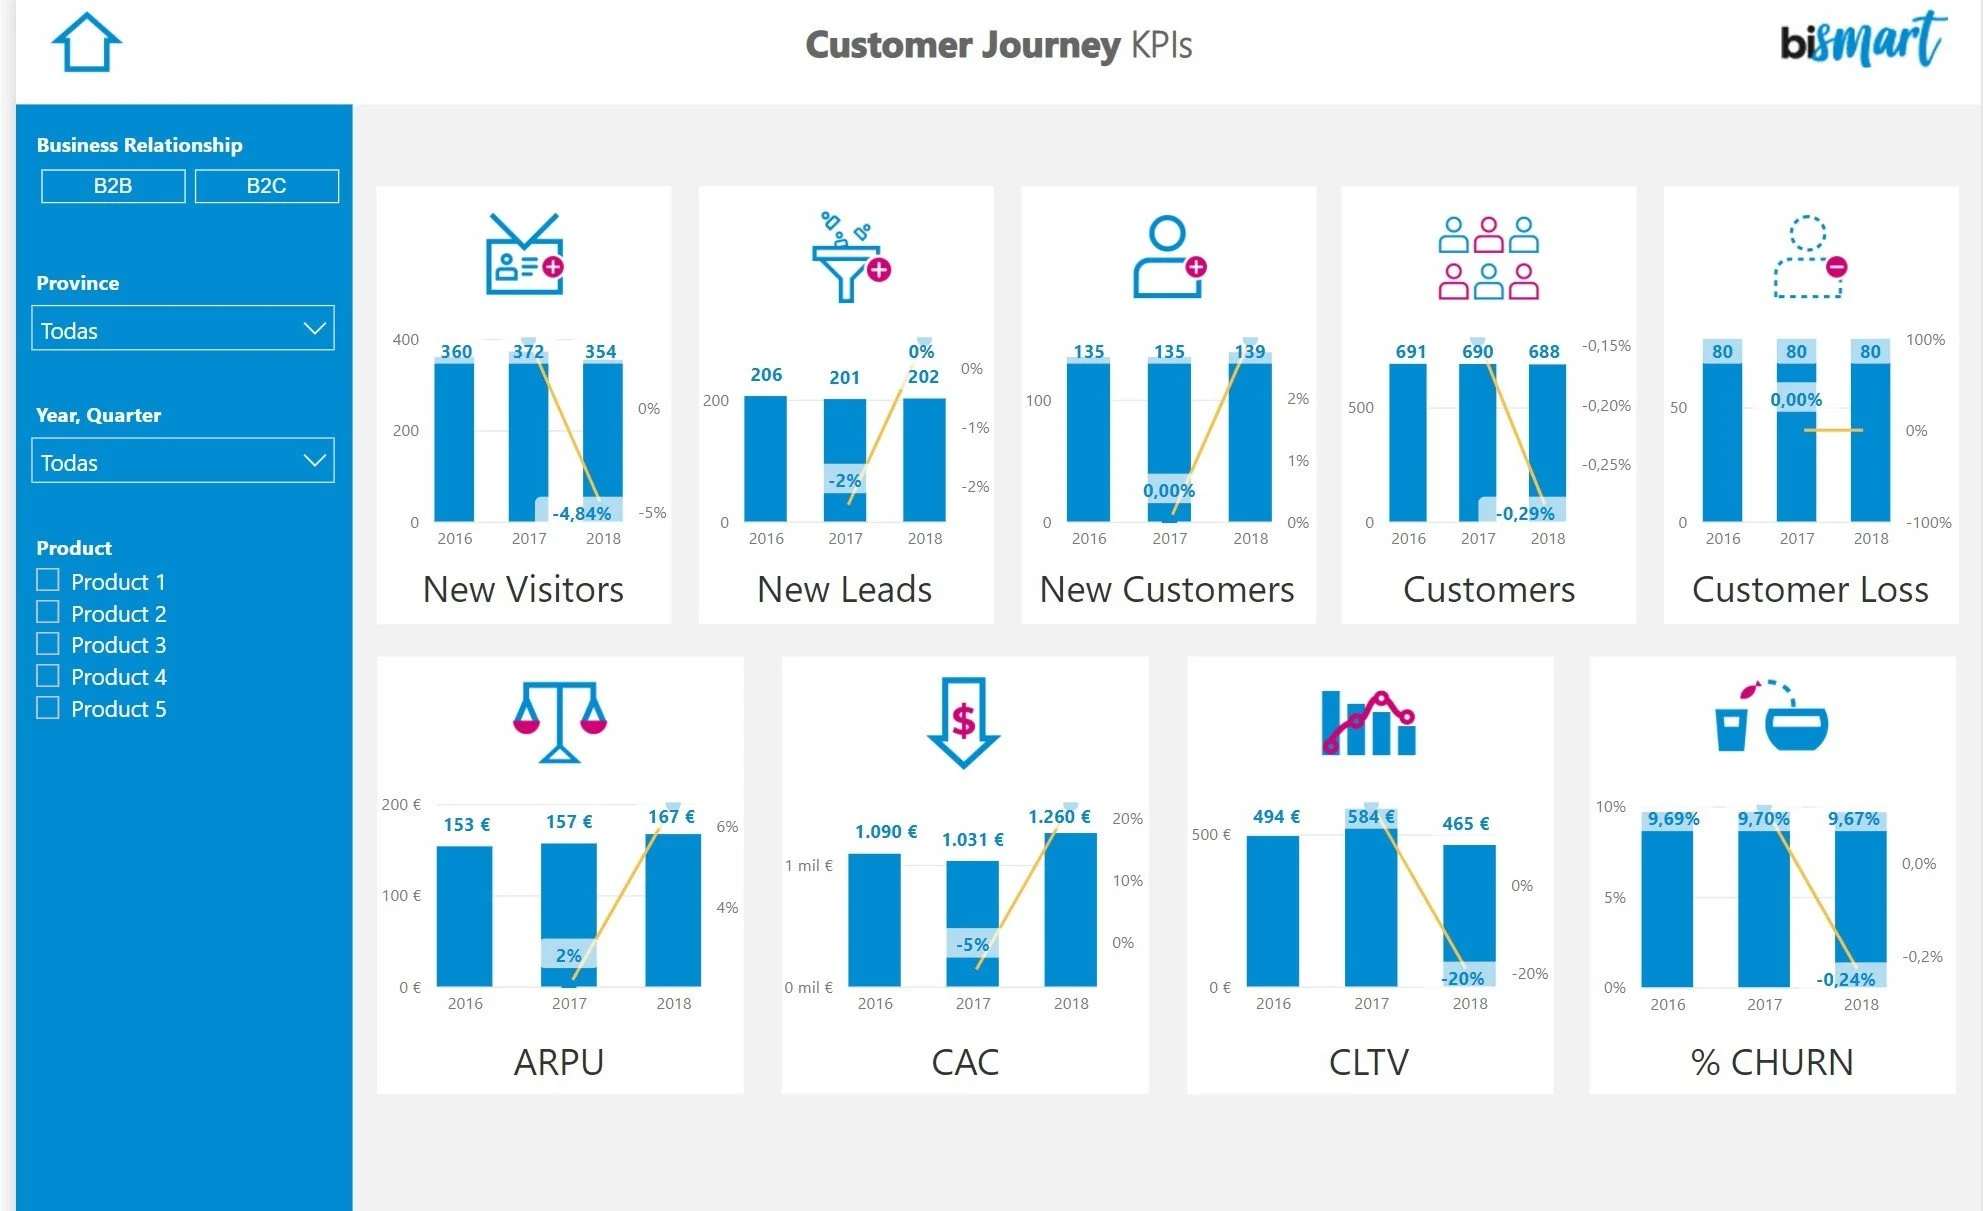 Customer Journey KPIs
bismart
Business Relationship
B2B B2C
Province
Todas
Year, Quarter
Todas
Product
Product 1
Product 2
Product 3
Product 4
Product 5
400
200
0
360 372 354
-4,84%
0%
-5%
2016 2017 2018
New Visitors
200
0
206 201 202
0%
-2%
0%
-1%
-2%
2016 2017 2018
New Leads
100
0
135 135 139
0,00%
2%
1%
0%
2016 2017 2018
New Customers
500
0
691 690 688
-0,29%
-0,15%
-0,20%
-0,25%
2016 2017 2018
Customers
50
0
80 80 80
0,00%
100%
0%
-100%
2016 2017 2018
Customer Loss
200 €
100 €
0 €
153 € 157 € 167 €
2%
6%
4%
2016 2017 2018
ARPU
$
1 mil €
0 mil €
1.090 € 1.031 € 1.260 €
-5%
20%
10%
0%
2016 2017 2018
CAC
500 €
0 €
494 € 584 € 465 €
-20%
0%
-20%
2016 2017 2018
CLTV
10%
5%
0%
9,69% 9,70% 9,67%
-0,24%
0,0%
-0,2%
2016 2017 2018
% CHURN